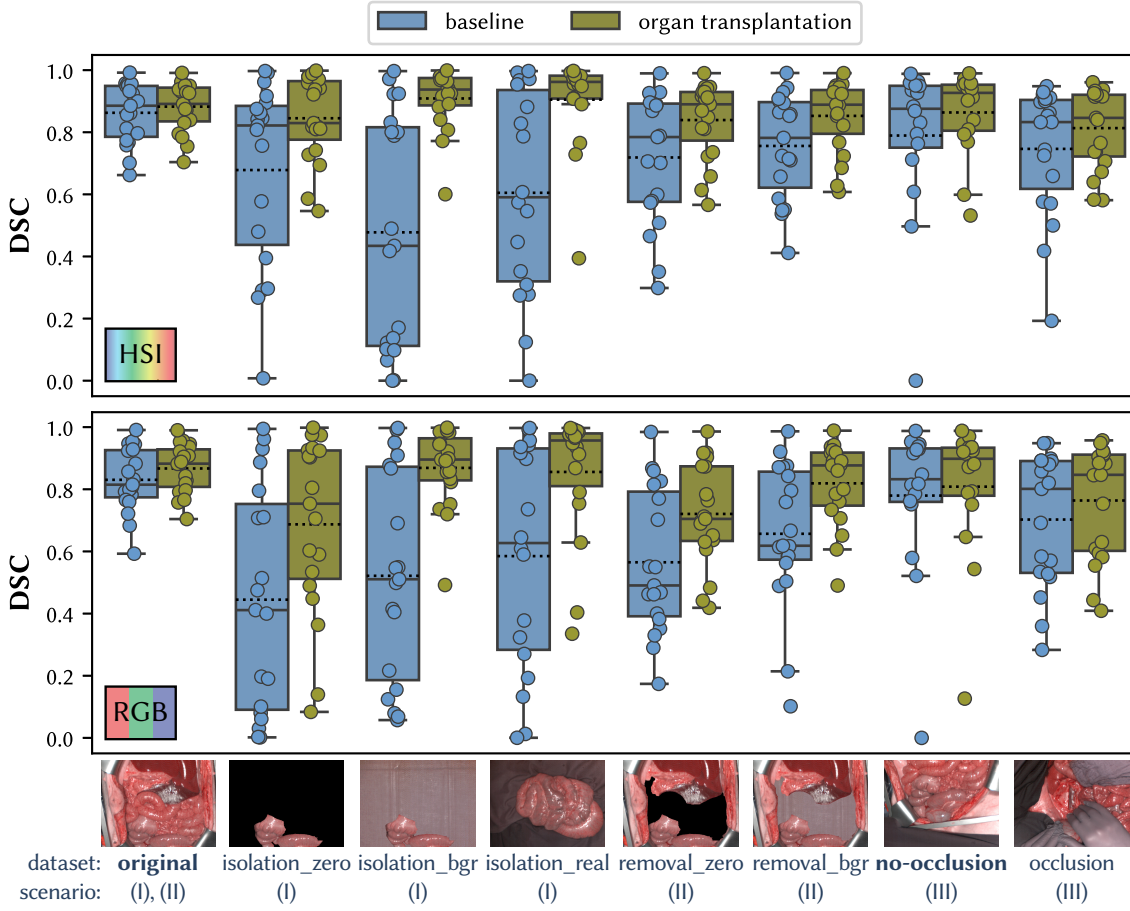 baseline organ transplantation
1.0
0.8
0.6
0.4
0.2
0.0
DSC
HSI
1.0
0.8
0.6
0.4
0.2
0.0
DSC
RGB
dataset: original isolation_zero isolation_bgr isolation_real removal_zero removal_bgr no-occlusion occlusion
scenario: (I), (II) (I) (I) (I) (II) (II) (III) (III)